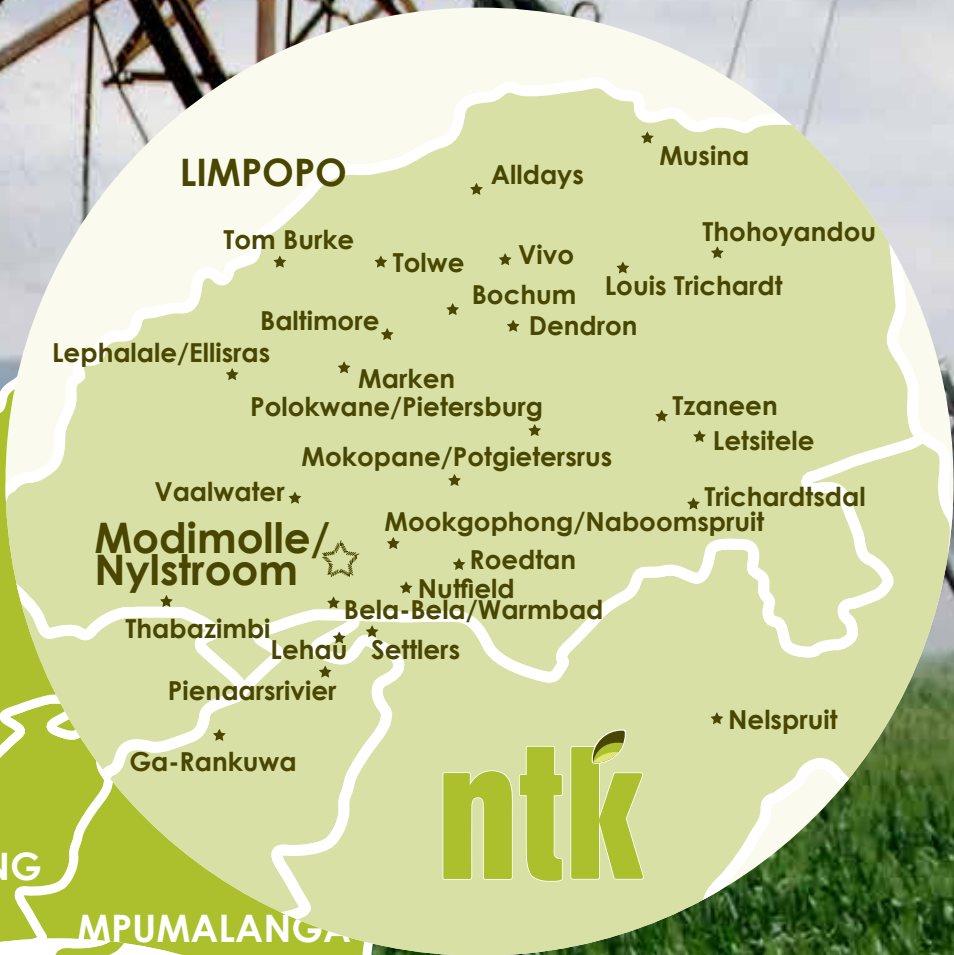 LIMPOPO
Musina
Alldays
Thohoyandou
Tom Burke
Tolwe
Vivo
Louis Trichardt
Bochum
Baltimore
Dendron
Lephalale/Ellisras
Marken
Polokwane/Pietersburg
Tzaneen
Letsitele
Mokopane/Potgietersrus
Vaalwater
Trichardtsdal
Mookgophong/Naboomspruit
Modimolle/
Nylstroom
Roedtan
Nutfield
Bela-Bela/Warmbad
Thabazimbi
Lehau
Settlers
Pienaarsrivier
Nelspruit
Ga-Rankuwa
ntk
NG
MPUMALANGA